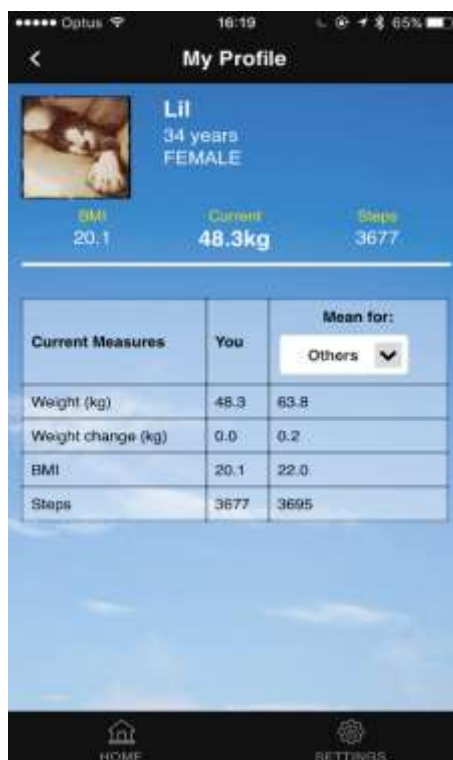 Optus 16:19 65%
My Profile
Lil
34 years
FEMALE
BMI Current Steps
20.1 48.3kg 3677
Current Measures You Mean for:
Others
Weight (kg) 48.3 63.8
Weight change (kg) 0.0 0.2
BMI 20.1 22.0
Steps 3677 3695
HOME SETTINGS